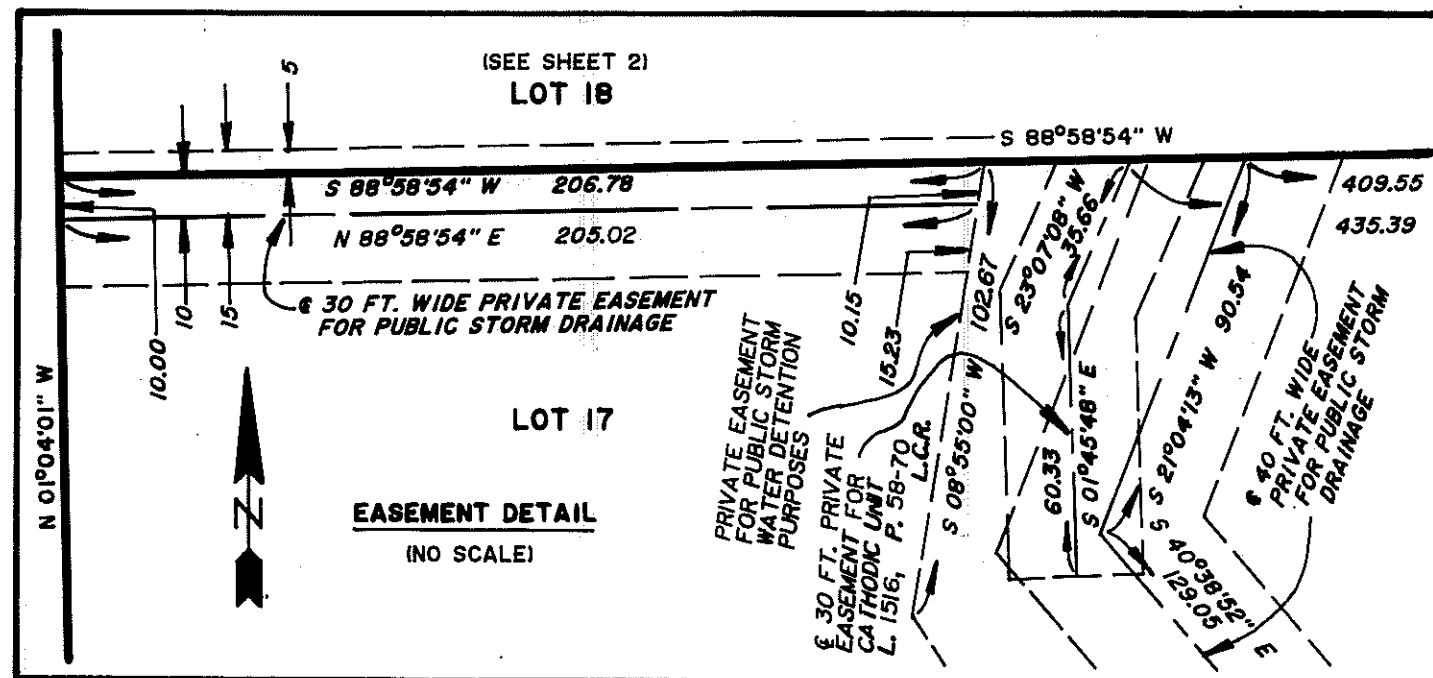 (SEE SHEET 2)
LOT 18
5
S 88°58'54" W
S 88°58'54" W 206.78
409.55
435.39
N 88°58'54" E 205.02
℄ 30 FT. WIDE PRIVATE EASEMENT
FOR PUBLIC STORM DRAINAGE
10.00
10
15
10.15
15.23
102.67
S 23°07'08" W
35.66
S 21°04'13" W 90.54
℄ 40 FT. WIDE
PRIVATE EASEMENT
FOR PUBLIC STORM
DRAINAGE
N 01°04'01" W
LOT 17
PRIVATE EASEMENT
FOR PUBLIC STORM
WATER DETENTION
PURPOSES
℄ 30 FT. PRIVATE
EASEMENT FOR
CATHODIC UNIT
L. 1516, P. 58-70
L.C.R.
S 08°55'00" W
60.33
S 01°45'48" E
S 40°38'52" E
129.05
EASEMENT DETAIL
(NO SCALE)
N